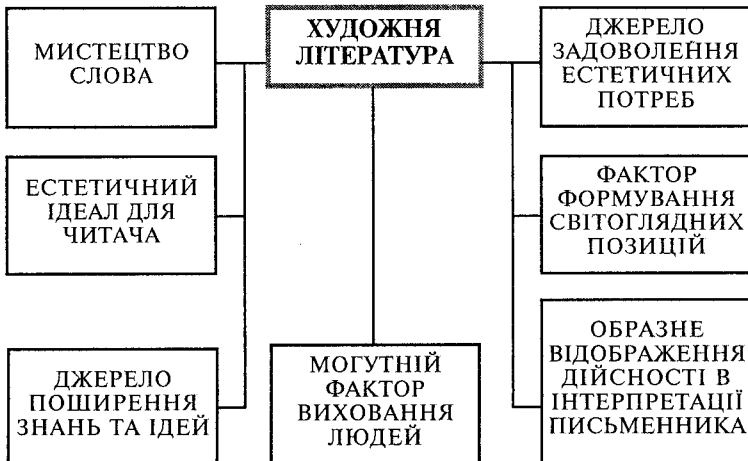 ХУДОЖНЯ
ЛІТЕРАТУРА
МИСТЕЦТВО
СЛОВА
ДЖЕРЕЛО
ЗАДОВОЛЕННЯ
ЕСТЕТИЧНИХ
ПОТРЕБ
ЕСТЕТИЧНИЙ
ІДЕАЛ ДЛЯ
ЧИТАЧА
ФАКТОР
ФОРМУВАННЯ
СВІТОГЛЯДНИХ
ПОЗИЦІЙ
ДЖЕРЕЛО
ПОШИРЕННЯ
ЗНАНЬ ТА ІДЕЙ
МОГУТНІЙ
ФАКТОР
ВИХОВАННЯ
ЛЮДЕЙ
ОБРАЗНЕ
ВІДОБРАЖЕННЯ
ДІЙСНОСТІ В
ІНТЕРПРЕТАЦІЇ
ПИСЬМЕННИКА